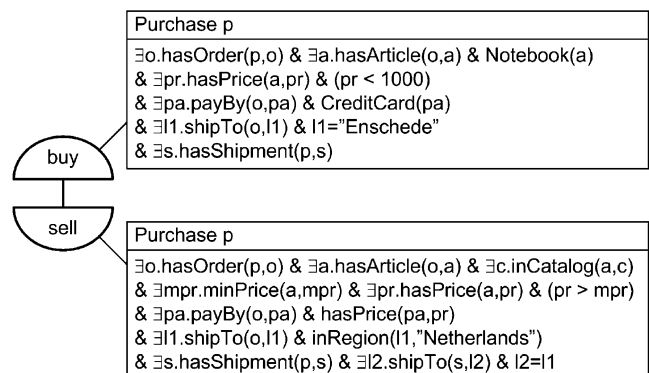 Purchase p
∃o.hasOrder(p,o) & ∃a.hasArticle(o,a) & Notebook(a)
& ∃pr.hasPrice(a,pr) & (pr < 1000)
& ∃pa.payBy(o,pa) & CreditCard(pa)
& ∃l1.shipTo(o,l1) & l1="Enschede"
& ∃s.hasShipment(p,s)
buy
sell
Purchase p
∃o.hasOrder(p,o) & ∃a.hasArticle(o,a) & ∃c.inCatalog(a,c)
& ∃mpr.minPrice(a,mpr) & ∃pr.hasPrice(a,pr) & (pr > mpr)
& ∃pa.payBy(o,pa) & hasPrice(pa,pr)
& ∃l1.shipTo(o,l1) & inRegion(l1,"Netherlands")
& ∃s.hasShipment(p,s) & ∃l2.shipTo(s,l2) & l2=l1